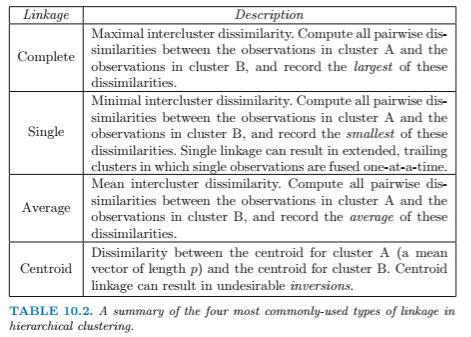 Linkage Description
Maximal intercluster dissimilarity. Compute all pairwise dis-
similarities between the observations in cluster A and the
Complete
observations in cluster B, and record the largest of these
dissimilarities.
Minimal intercluster dissimilarity. Compute all pairwise dis-
similarities between the observations in cluster A and the
Single
observations in cluster B, and record the smallest of these
dissimilarities. Single linkage can result in extended, trailing
clusters in which single observations are fused one-at-a-time.
Mean intercluster dissimilarity. Compute all pairwise dis-
similarities between the observations in cluster A and the
Average
observations in cluster B, and record the average of these
dissimilarities.
Dissimilarity between the centroid for cluster A (a mean
Centroid
vector of length p) and the centroid for cluster B. Centroid
linkage can result in undesirable inversions.
TABLE 10.2. A summary of the four most commonly-used types of linkage in
hierarchical clustering.